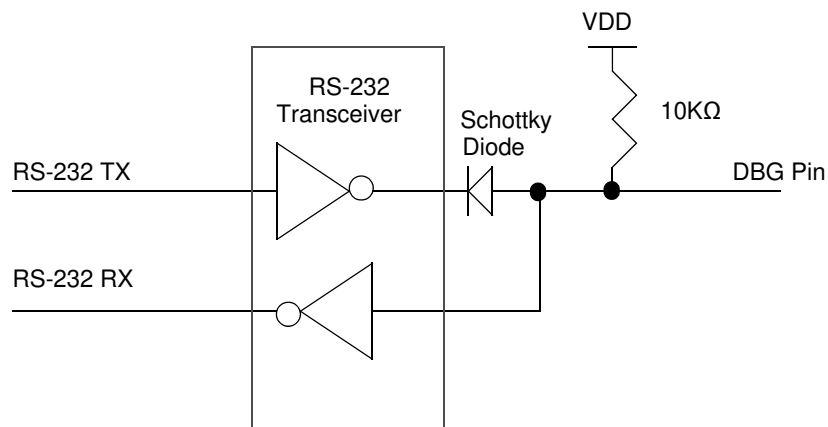 VDD
RS-232
Transceiver
10KΩ
Schottky
Diode
RS-232 TX
DBG Pin
RS-232 RX